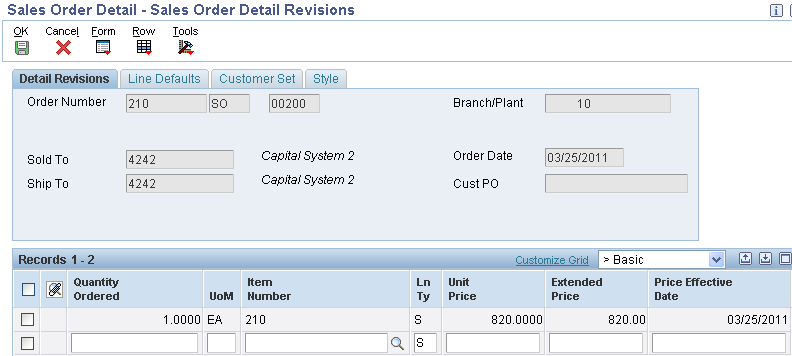 Sales Order Detail - Sales Order Detail Revisions
OK Cancel Form Row Tools
Detail Revisions Line Defaults Customer Set Style
Order Number 210 SO 00200 Branch/Plant 10
Sold To 4242 Capital System 2 Order Date 03/25/2011
Ship To 4242 Capital System 2 Cust PO
Records 1 - 2 Customize Grid > Basic
Quantity Ordered UoM Item Number Ln Ty Unit Price Extended Price Price Effective Date
1.0000 EA 210 S 820.0000 820.00 03/25/2011
S